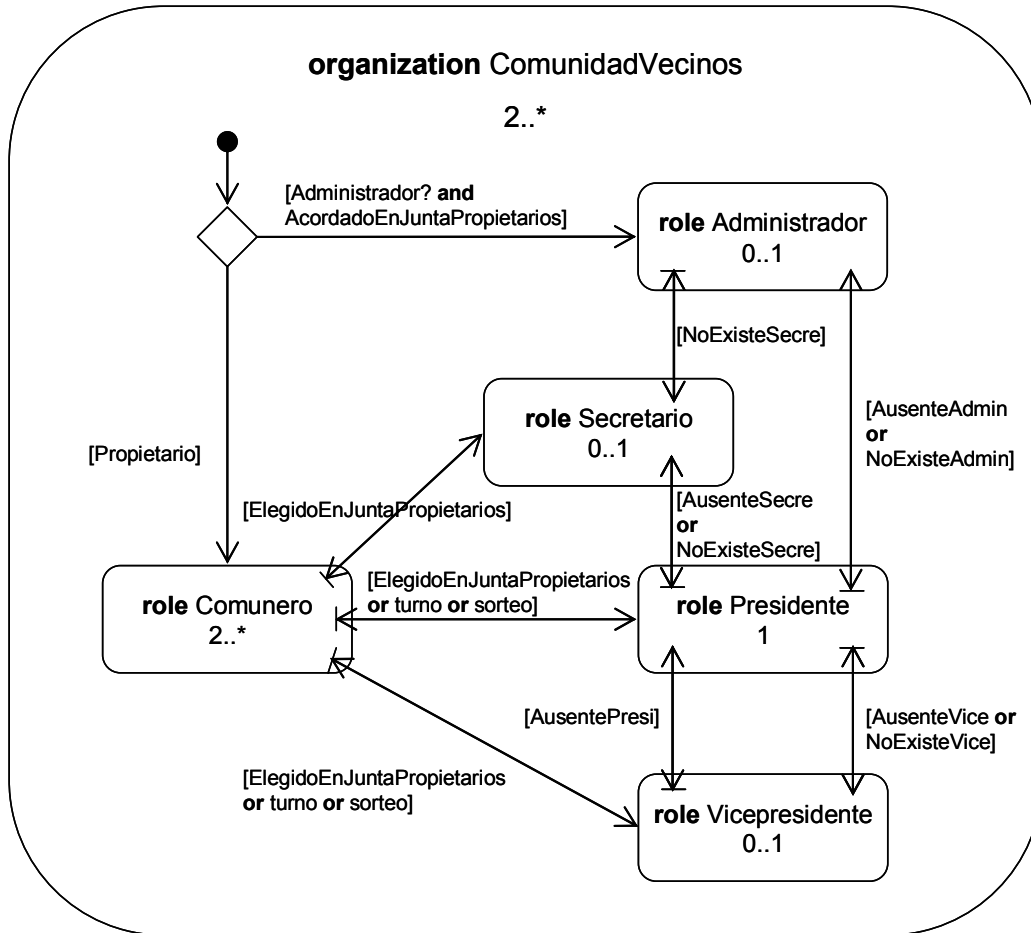 organization ComunidadVecinos
2..*
[Administrador? and
AcordadoEnJuntaPropietarios]
role Administrador
0..1
[NoExisteSecre]
role Secretario
0..1
[AusenteAdmin
or
NoExisteAdmin]
[Propietario]
[ElegidoEnJuntaPropietarios]
[AusenteSecre
or
NoExisteSecre]
role Comunero
2..*
[ElegidoEnJuntaPropietarios
or turno or sorteo]
role Presidente
1
[AusentePresi]
[AusenteVice or
NoExisteVice]
[ElegidoEnJuntaPropietarios
or turno or sorteo]
role Vicepresidente
0..1